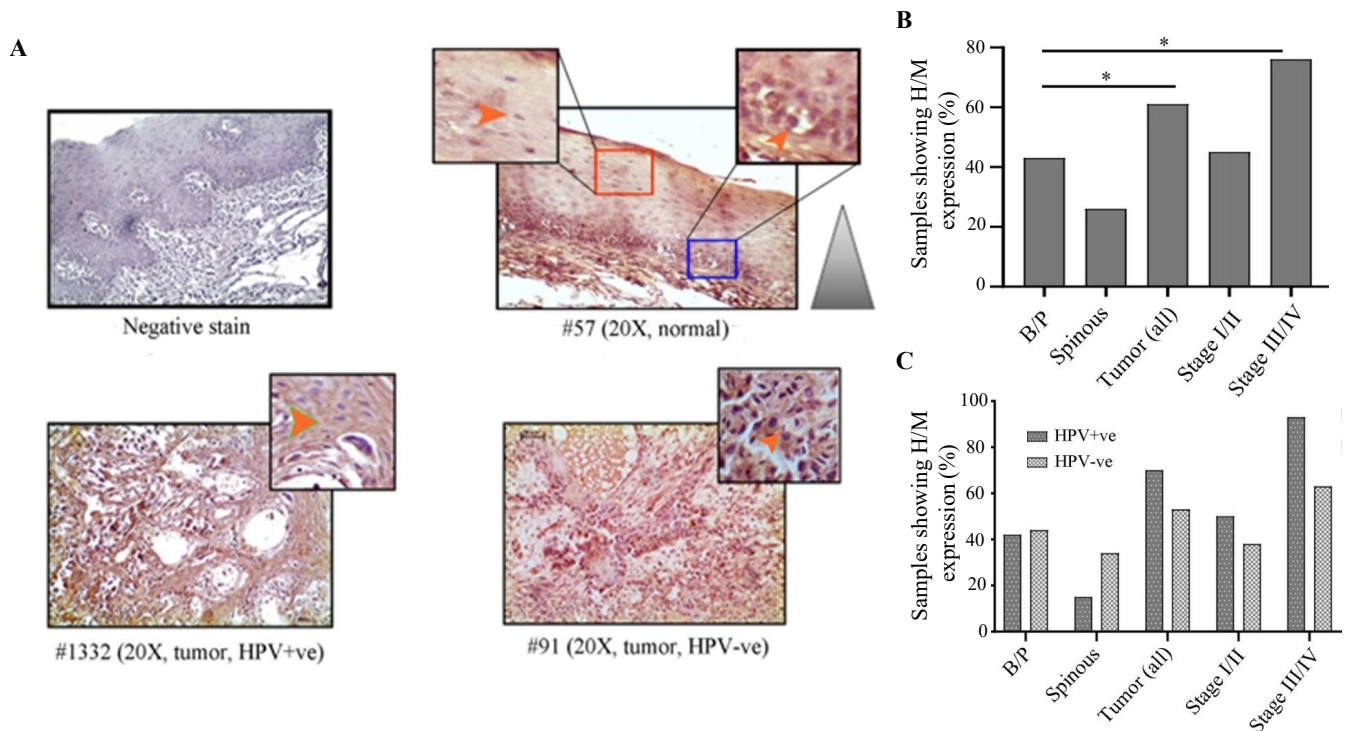 A
Negative stain
#57 (20X, normal)
#1332 (20X, tumor, HPV+ve)
#91 (20X, tumor, HPV-ve)
B
Samples showing H/M
expression (%)
80
60
40
20
0
*
*
B/P
Spinous
Tumor (all)
Stage I/II
Stage III/IV
C
Samples showing H/M
expression (%)
100
80
60
40
20
0
HPV+ve
HPV-ve
B/P
Spinous
Tumor (all)
Stage I/II
Stage III/IV